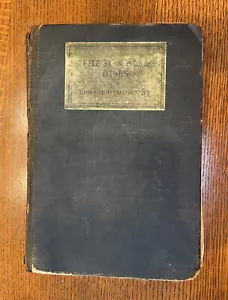 THE SUN ALSO
RISES
ERNEST HEMINGWAY